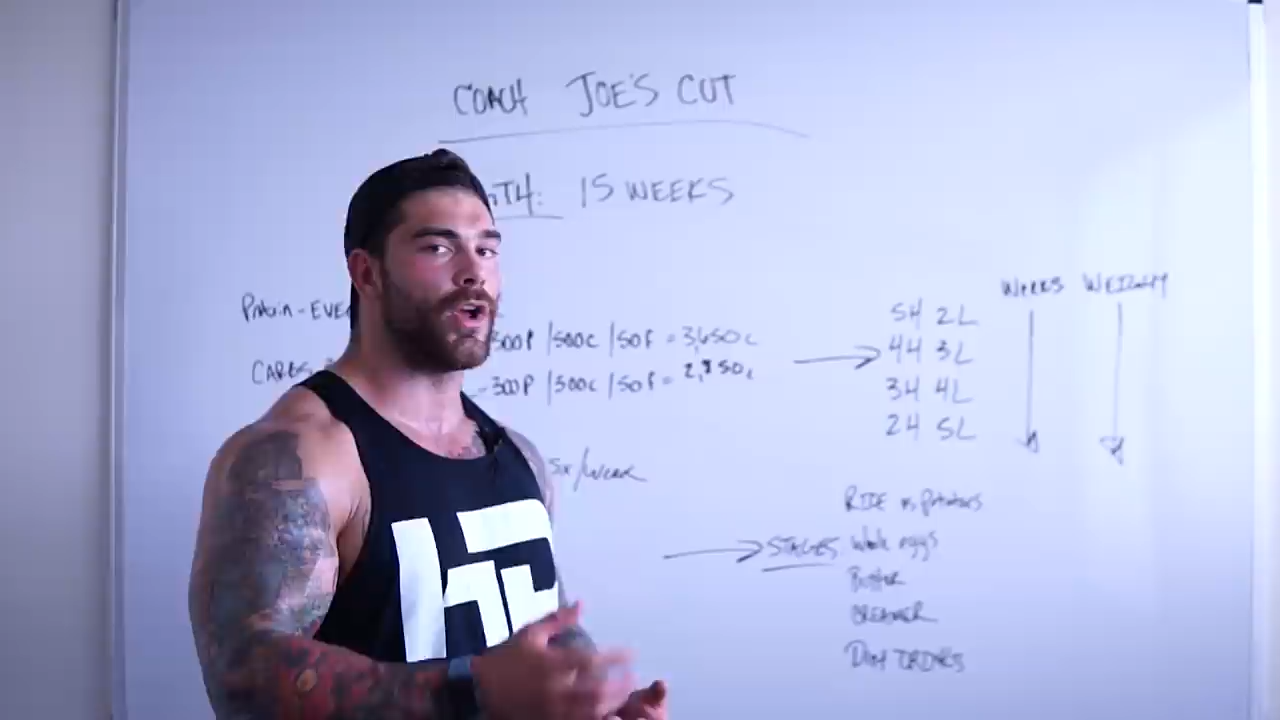 COACH JOE'S CUT
15 WEEKS
Protein - EVE
300P / 500C / 50F = 3,650c
CARBS
- 300P / 300C / 50F = 2,850c
WEEKS WEIGHT
5H 2L
4H 3L
3H 4L
2H 5L
5x/week
STAGES
RICE vs. potatoes
Whole eggs
Butter
CREAMER
Diet DRINKS